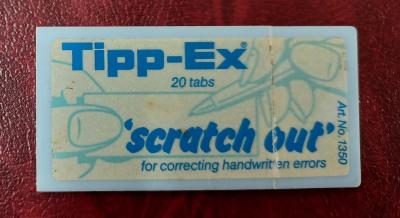 Tipp-Ex®
20 tabs
'scratch out'
for correcting handwritten errors
Art. No. 1350